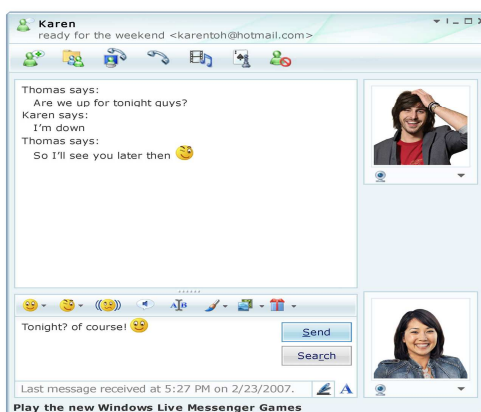 Karen
ready for the weekend <karentoh@hotmail.com>
Thomas says:
Are we up for tonight guys?
Karen says:
I'm down
Thomas says:
So I'll see you later then
Tonight? of course!
Send
Search
Last message received at 5:27 PM on 2/23/2007.
A
Play the new Windows Live Messenger Games